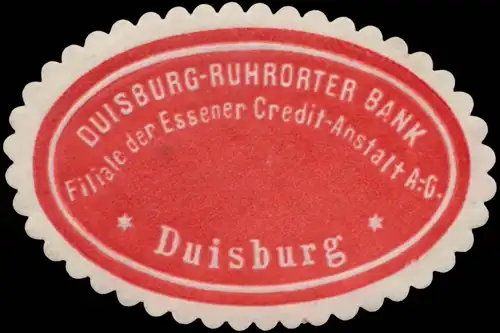 DUISBURG-RUHRORTER BANK
Filiale der Essener Credit-Anstalt A.-G.
* Duisburg *